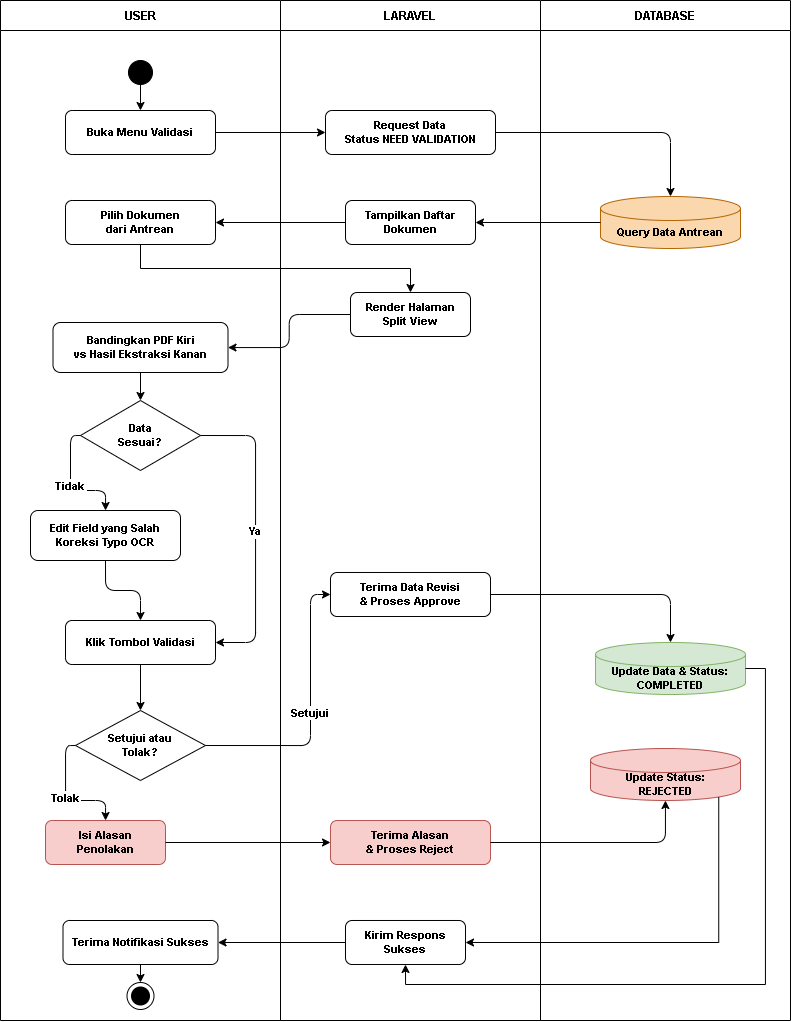 USER
LARAVEL
DATABASE
Buka Menu Validasi
Request Data
Status NEED VALIDATION
Pilih Dokumen
dari Antrean
Tampilkan Daftar
Dokumen
Query Data Antrean
Render Halaman
Split View
Bandingkan PDF Kiri
vs Hasil Ekstraksi Kanan
Data
Sesuai?
Tidak
Ya
Edit Field yang Salah
Koreksi Typo OCR
Terima Data Revisi
& Proses Approve
Klik Tombol Validasi
Update Data & Status:
COMPLETED
Setujui
Setujui atau
Tolak?
Tolak
Update Status:
REJECTED
Isi Alasan
Penolakan
Terima Alasan
& Proses Reject
Terima Notifikasi Sukses
Kirim Respons
Sukses